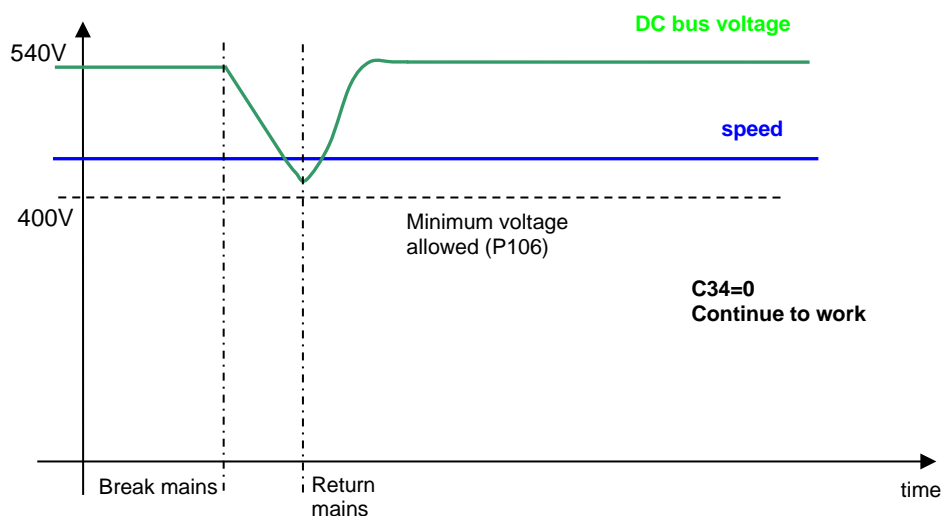 DC bus voltage
540V
speed
400V
Minimum voltage
allowed (P106)
C34=0
Continue to work
Break mains
Return
mains
time